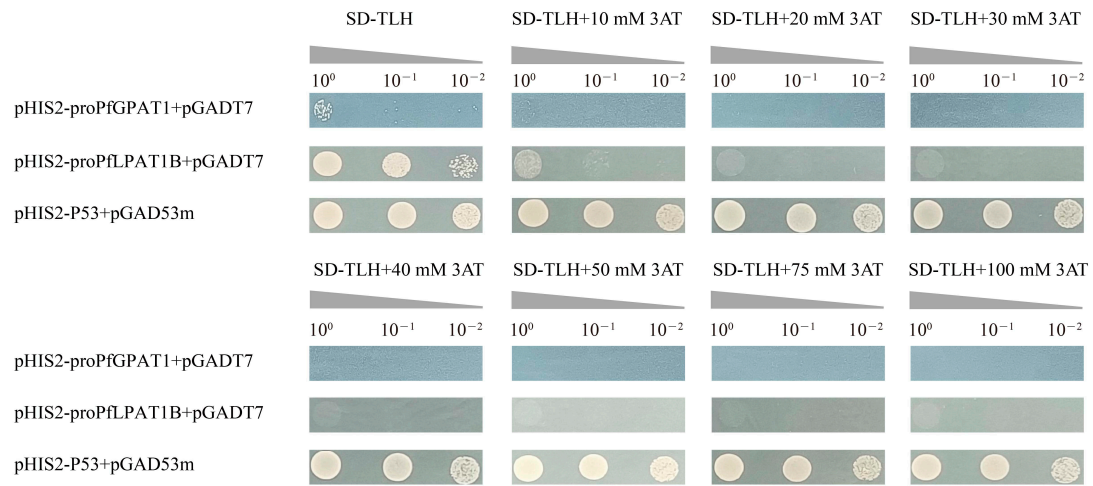 SD-TLH SD-TLH+10 mM 3AT SD-TLH+20 mM 3AT SD-TLH+30 mM 3AT
10⁰ 10⁻¹ 10⁻² 10⁰ 10⁻¹ 10⁻² 10⁰ 10⁻¹ 10⁻² 10⁰ 10⁻¹ 10⁻²
pHIS2-proPfGPAT1+pGADT7
pHIS2-proPfLPAT1B+pGADT7
pHIS2-P53+pGAD53m
SD-TLH+40 mM 3AT SD-TLH+50 mM 3AT SD-TLH+75 mM 3AT SD-TLH+100 mM 3AT
10⁰ 10⁻¹ 10⁻² 10⁰ 10⁻¹ 10⁻² 10⁰ 10⁻¹ 10⁻² 10⁰ 10⁻¹ 10⁻²
pHIS2-proPfGPAT1+pGADT7
pHIS2-proPfLPAT1B+pGADT7
pHIS2-P53+pGAD53m